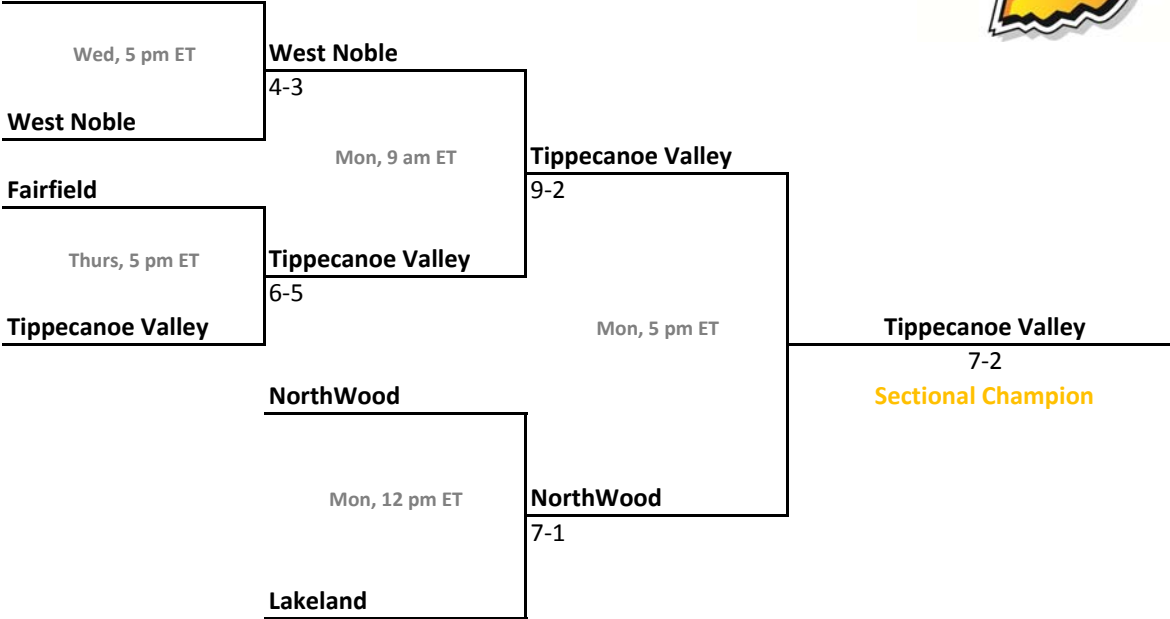 Wed, 5 pm ET
West Noble
4-3
West Noble
Mon, 9 am ET
Tippecanoe Valley
9-2
Fairfield
Thurs, 5 pm ET
Tippecanoe Valley
6-5
Tippecanoe Valley
Mon, 5 pm ET
Tippecanoe Valley
7-2
Sectional Champion
NorthWood
Mon, 12 pm ET
NorthWood
7-1
Lakeland